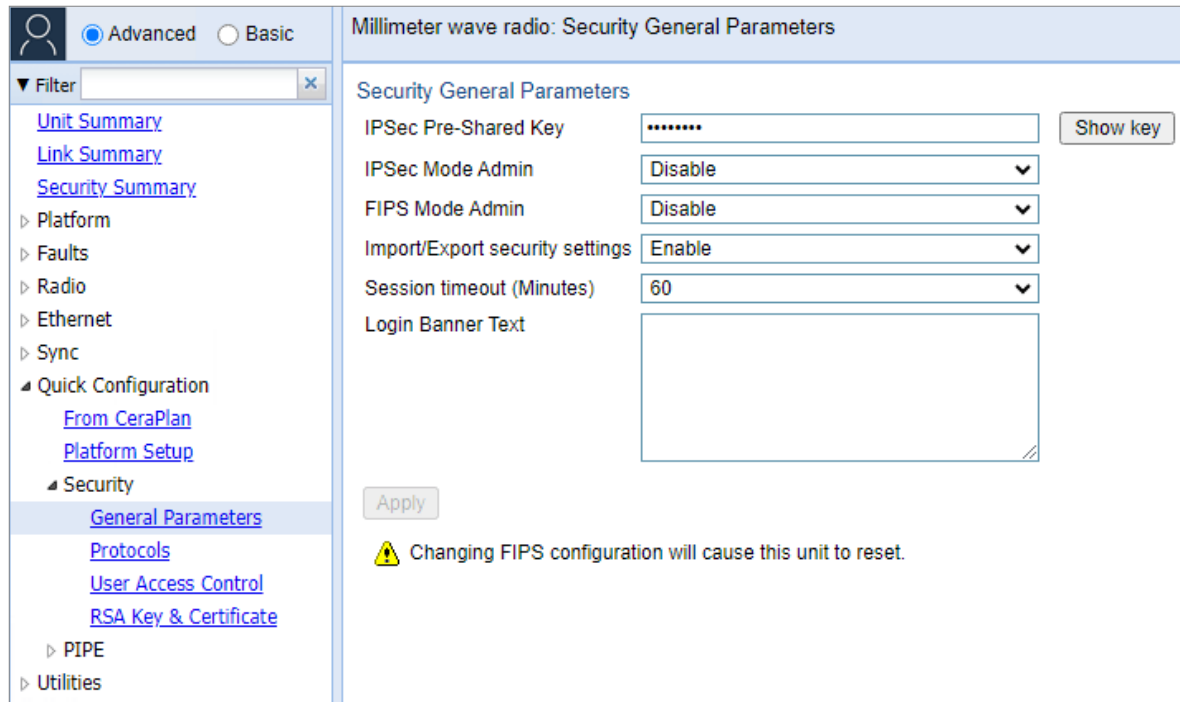 Advanced Basic
Millimeter wave radio: Security General Parameters
▼ Filter ×
Unit Summary
Link Summary
Security Summary
Platform
Faults
Radio
Ethernet
Sync
Quick Configuration
From CeraPlan
Platform Setup
Security
General Parameters
Protocols
User Access Control
RSA Key & Certificate
PIPE
Utilities
Security General Parameters
IPSec Pre-Shared Key •••••••• Show key
IPSec Mode Admin Disable
FIPS Mode Admin Disable
Import/Export security settings Enable
Session timeout (Minutes) 60
Login Banner Text
Apply
Changing FIPS configuration will cause this unit to reset.